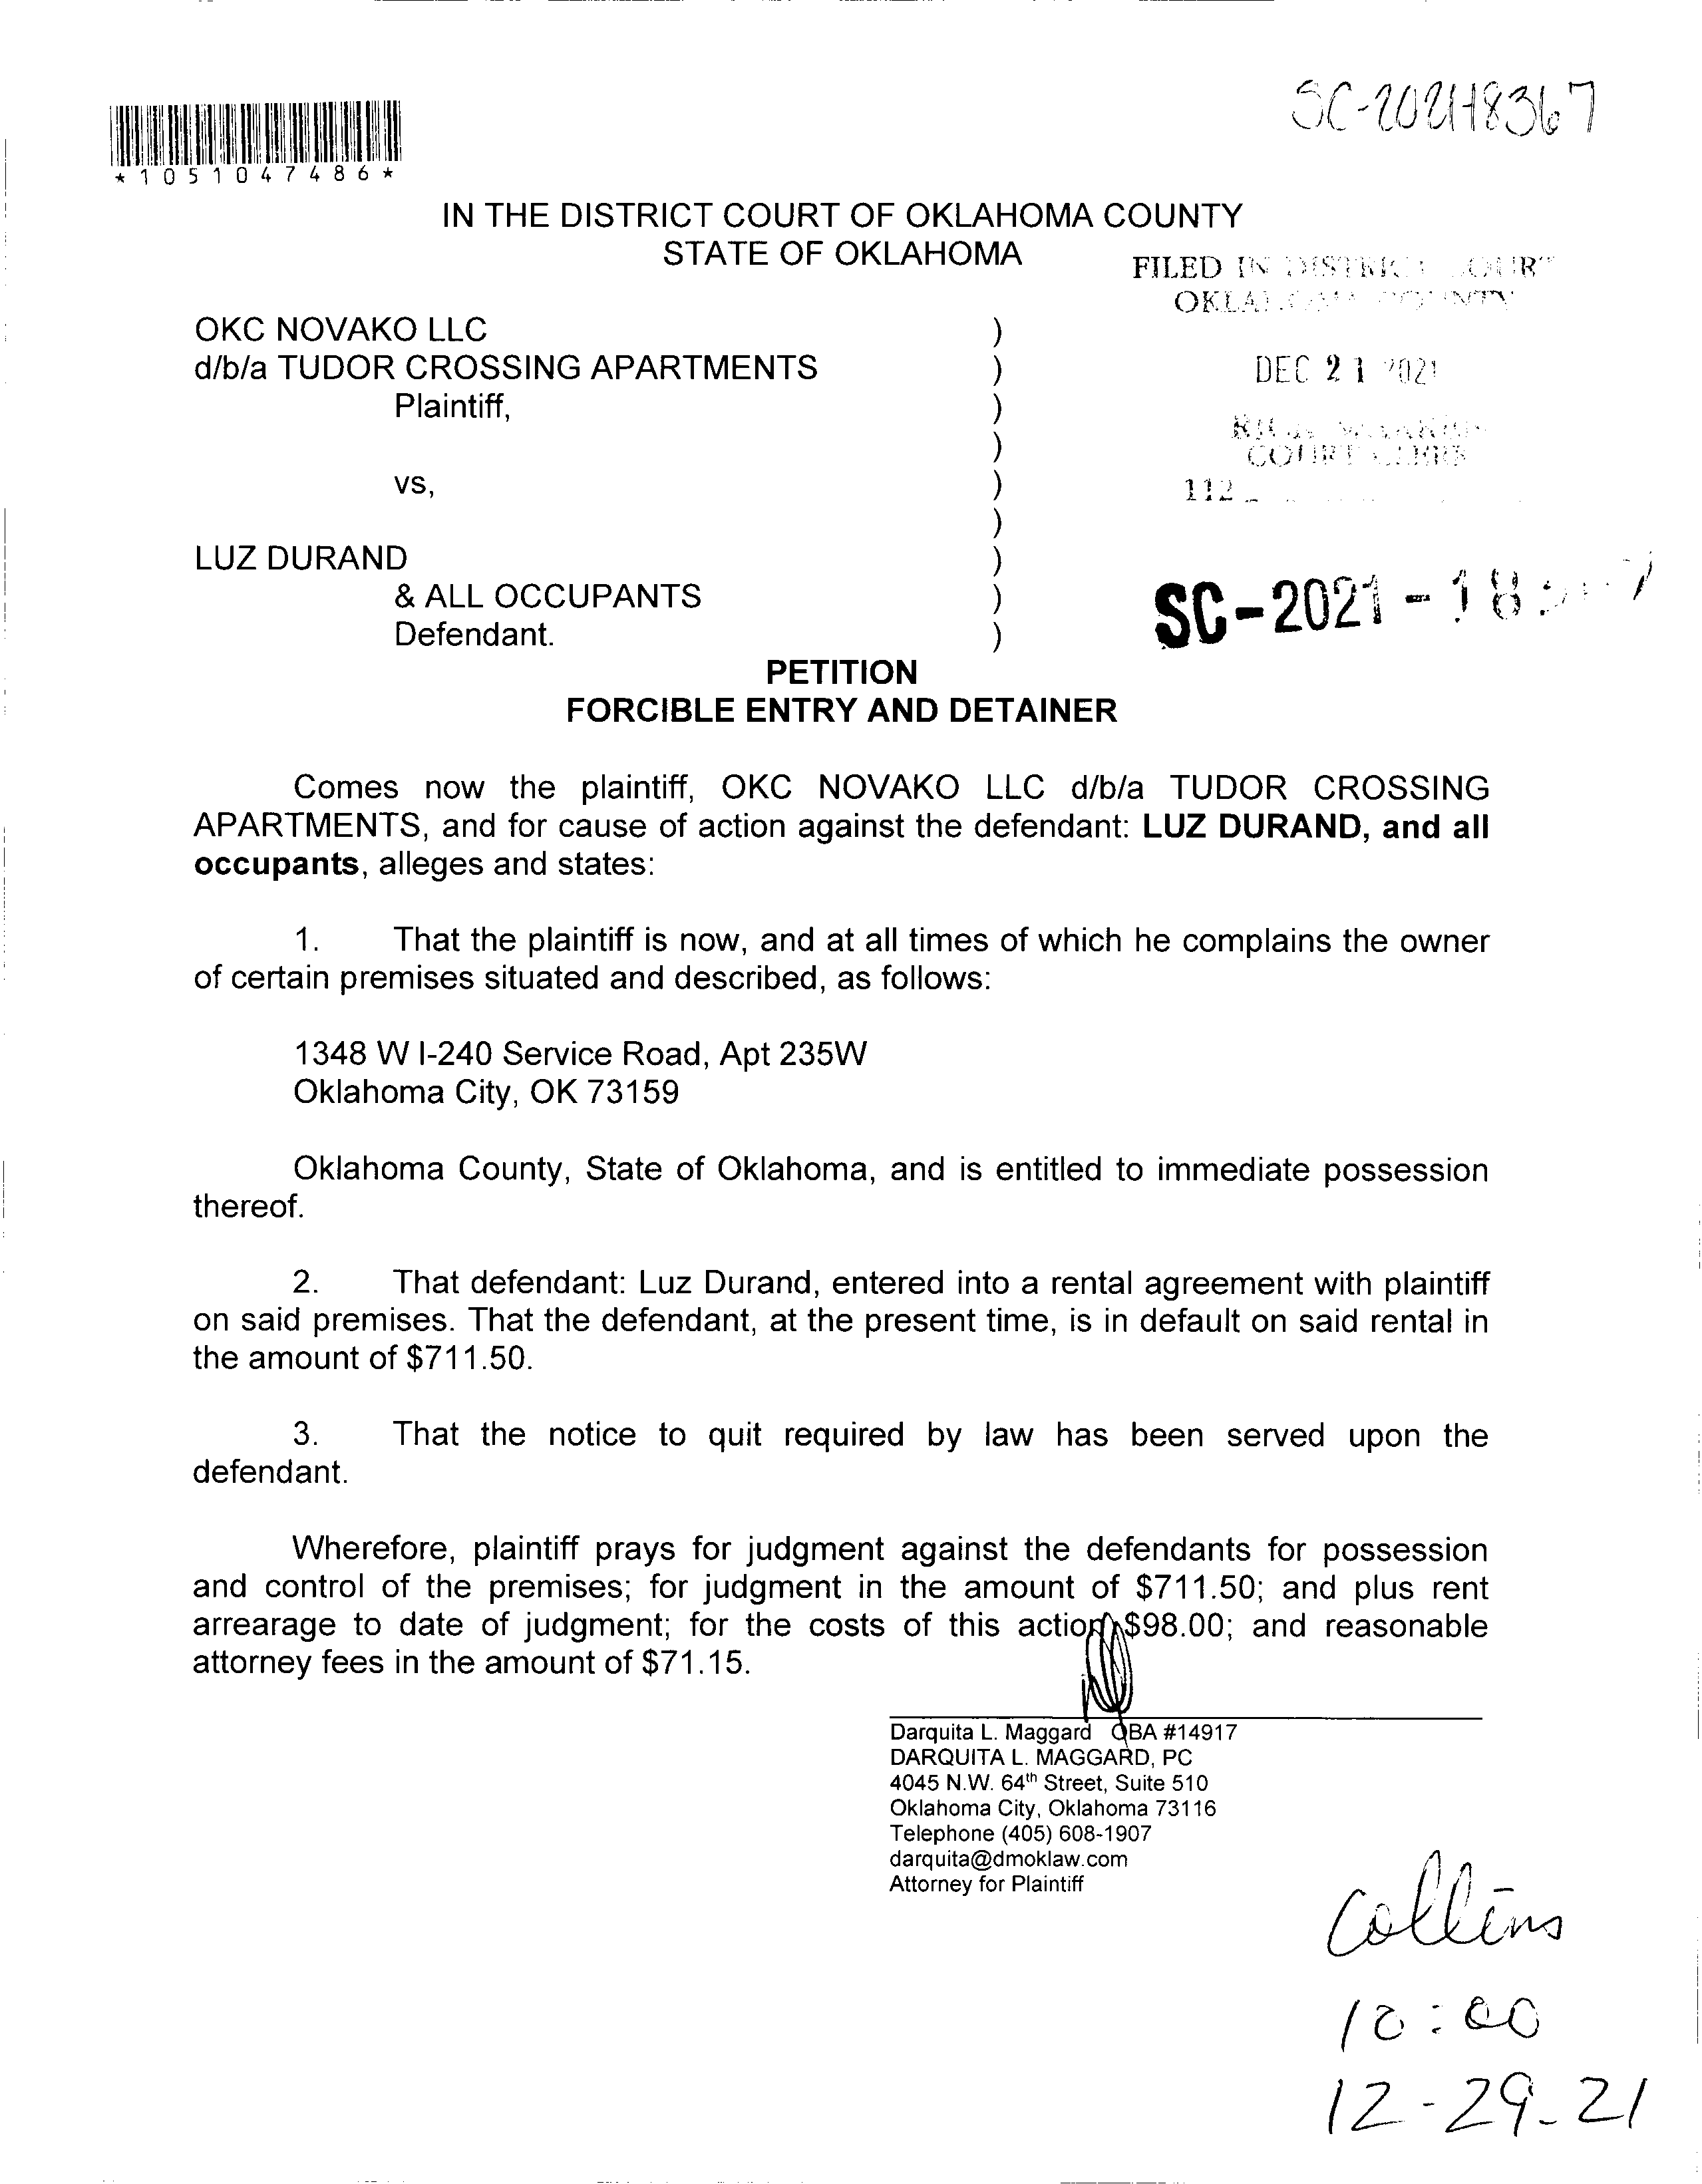 SC-2021-18367
*1051047486*
IN THE DISTRICT COURT OF OKLAHOMA COUNTY
STATE OF OKLAHOMA
FILED IN DISTRICT COURT
OKLAHOMA COUNTY
OKC NOVAKO LLC )
d/b/a TUDOR CROSSING APARTMENTS ) DEC 21 2021
Plaintiff, )
)
COURT CLERK
vs, ) 112
)
LUZ DURAND )
& ALL OCCUPANTS ) SC-2021-18
Defendant. )
PETITION
FORCIBLE ENTRY AND DETAINER
Comes now the plaintiff, OKC NOVAKO LLC d/b/a TUDOR CROSSING
APARTMENTS, and for cause of action against the defendant: LUZ DURAND, and all
occupants, alleges and states:
1. That the plaintiff is now, and at all times of which he complains the owner
of certain premises situated and described, as follows:
1348 W I-240 Service Road, Apt 235W
Oklahoma City, OK 73159
Oklahoma County, State of Oklahoma, and is entitled to immediate possession
thereof.
2. That defendant: Luz Durand, entered into a rental agreement with plaintiff
on said premises. That the defendant, at the present time, is in default on said rental in
the amount of $711.50.
3. That the notice to quit required by law has been served upon the
defendant.
Wherefore, plaintiff prays for judgment against the defendants for possession
and control of the premises; for judgment in the amount of $711.50; and plus rent
arrearage to date of judgment; for the costs of this action $98.00; and reasonable
attorney fees in the amount of $71.15.
Darquita L. Maggard OBA #14917
DARQUITA L. MAGGARD, PC
4045 N.W. 64th Street, Suite 510
Oklahoma City, Oklahoma 73116
Telephone (405) 608-1907
darquita@dmoklaw.com
Attorney for Plaintiff
Collins
10:00
12-29-21